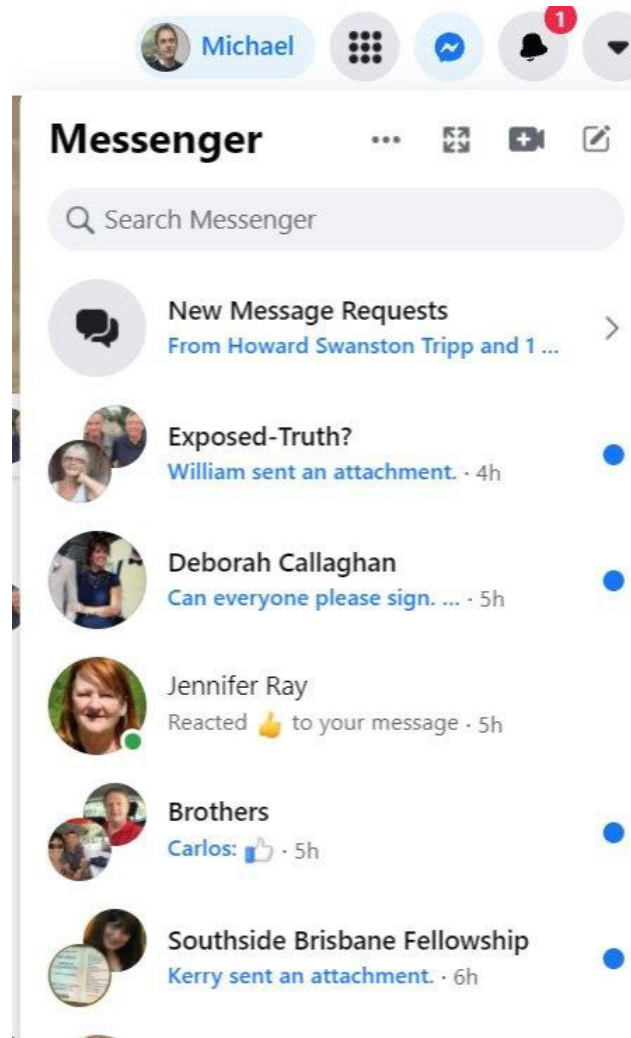 Michael
1
Messenger
Search Messenger
New Message Requests
From Howard Swanston Tripp and 1 ...
Exposed-Truth?
William sent an attachment. · 4h
Deborah Callaghan
Can everyone please sign. ... · 5h
Jennifer Ray
Reacted 👍 to your message · 5h
Brothers
Carlos: 👍 · 5h
Southside Brisbane Fellowship
Kerry sent an attachment. · 6h